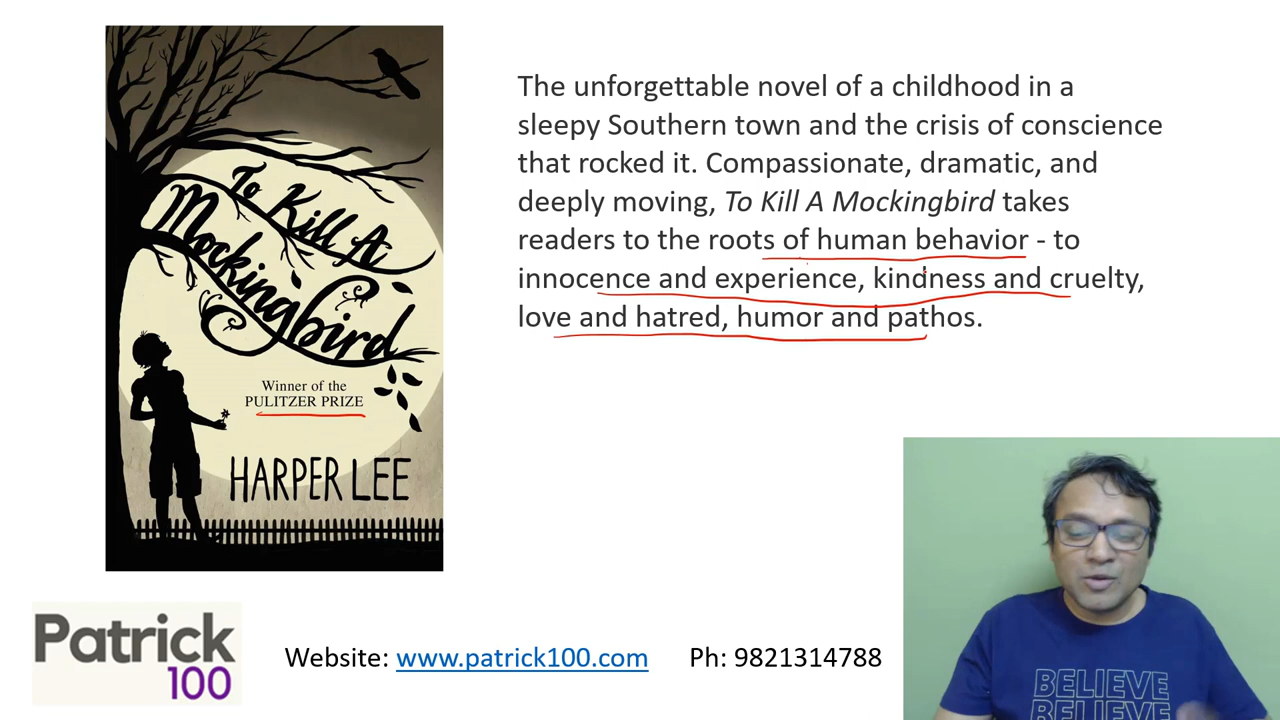 To Kill A
Mockingbird
Winner of the
PULITZER PRIZE
HARPER LEE
The unforgettable novel of a childhood in a
sleepy Southern town and the crisis of conscience
that rocked it. Compassionate, dramatic, and
deeply moving, To Kill A Mockingbird takes
readers to the roots of human behavior - to
innocence and experience, kindness and cruelty,
love and hatred, humor and pathos.
Patrick
100
Website: www.patrick100.com Ph: 9821314788
BELIEVE
BELIEVE